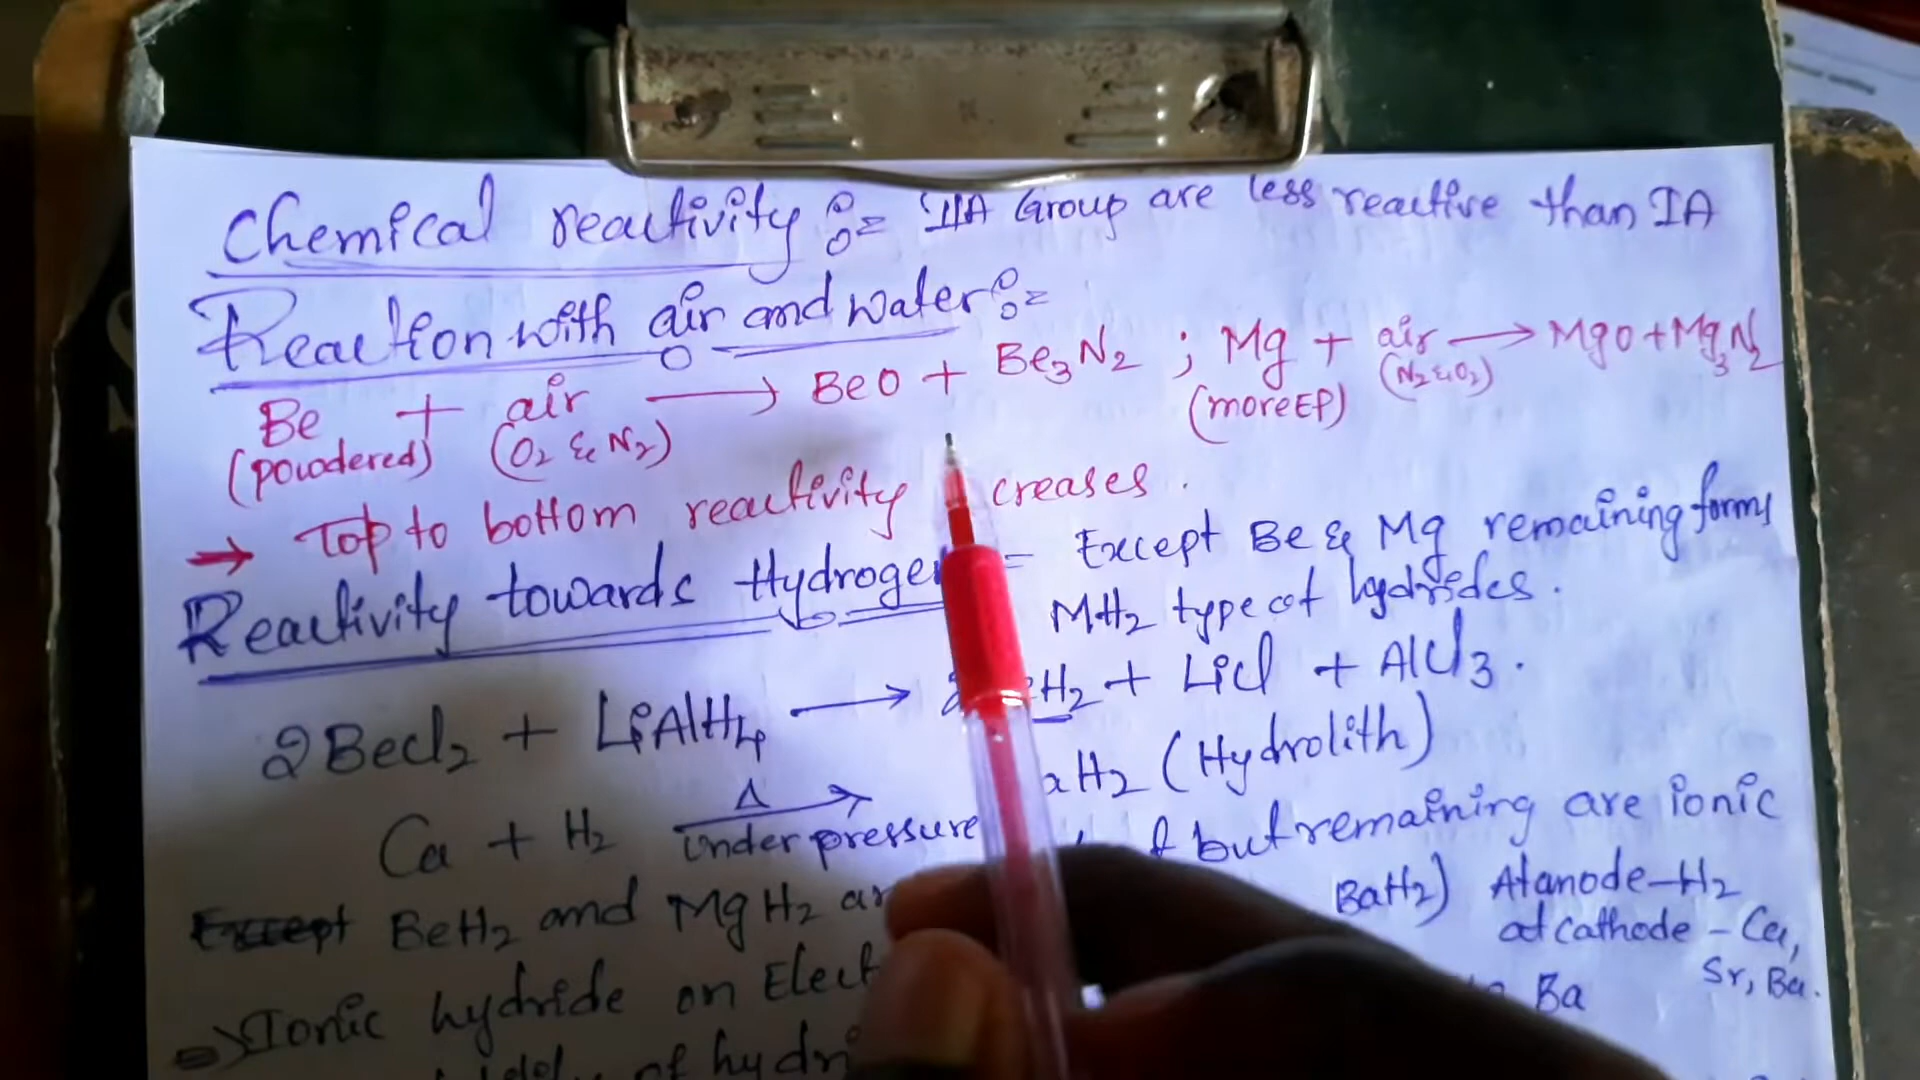 Chemical reactivity := IIA Group are less reactive than IA
Reaction with air and water :=
Be + air → BeO + Be3N2 ; Mg + air → MgO + Mg3N2
(powdered) (O2 & N2) (more EP) (N2 & O2)
→ Top to bottom reactivity creases.
Reactivity towards Hydroge = Except Be & Mg remaining forms
MH2 type of hydrides.
2BeCl2 + LiAlH4 → H2 + LiCl + AlCl3.
Ca + H2 Δ→ under pressure aH2 (Hydrolith)
Except BeH2 and MgH2 ar but remaining are ionic
BaH2) At anode-H2
at cathode - Ca,
Sr, Ba.
⇒ Ionic hydride on Elect Ba
of hydri